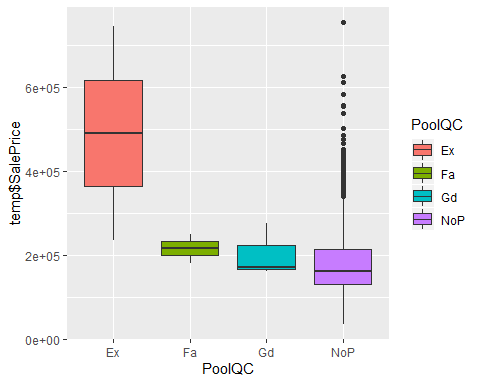 temp$SalePrice
6e+05
4e+05
2e+05
0e+00
Ex Fa Gd NoP
PoolQC
PoolQC
Ex
Fa
Gd
NoP